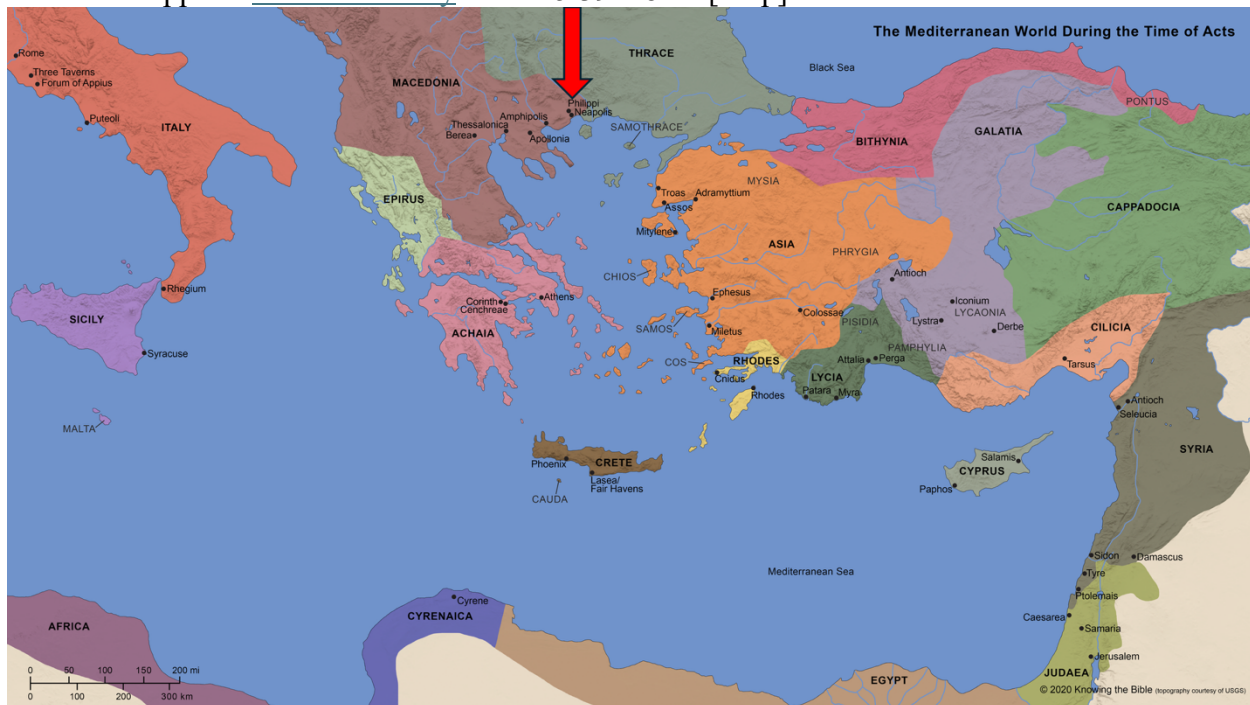 The Mediterranean World During the Time of Acts
THRACE
Black Sea
Rome
Three Taverns
Forum of Appius
MACEDONIA
Philippi
Neapolis
PONTUS
Puteoli
ITALY
Amphipolis
Thessalonica
Berea
Apollonia
SAMOTHRACE
BITHYNIA
GALATIA
MYSIA
Troas
Adramyttium
Assos
EPIRUS
CAPPADOCIA
Mitylene
ASIA
PHRYGIA
CHIOS
Antioch
Rhegium
Ephesus
Corinth
Cenchreae
Athens
Iconium
LYCAONIA
SICILY
ACHAIA
SAMOS
Colossae
Lystra
PISIDIA
Derbe
CILICIA
Miletus
Syracuse
PAMPHYLIA
COS
RHODES
Attalia
Perga
Tarsus
Cnidus
LYCIA
Rhodes
Patara
Myra
Antioch
Seleucia
MALTA
SYRIA
Salamis
Phoenix
CRETE
CYPRUS
Lasea/
Fair Havens
Paphos
CAUDA
Sidon
Damascus
Mediterranean Sea
Tyre
Ptolemais
Cyrene
CYRENAICA
Caesarea
AFRICA
Samaria
Jerusalem
0 50 100 150 200 mi
0 100 200 300 km
JUDAEA
EGYPT
© 2020 Knowing the Bible (topography courtesy of USGS)